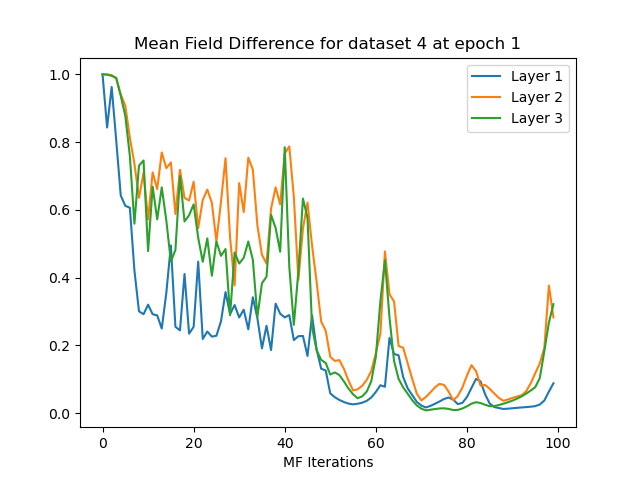 Mean Field Difference for dataset 4 at epoch 1
1.0
0.8
0.6
0.4
0.2
0.0
Layer 1
Layer 2
Layer 3
0 20 40 60 80 100
MF Iterations